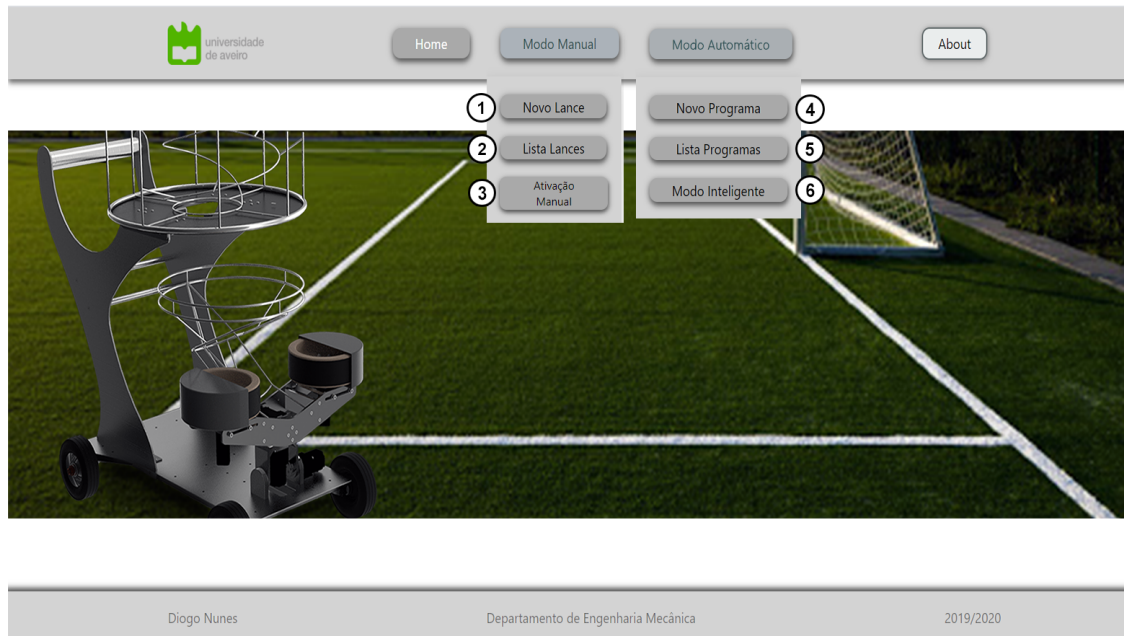 universidade
de aveiro
Home
Modo Manual
Modo Automático
About
1
Novo Lance
Novo Programa
4
2
Lista Lances
Lista Programas
5
3
Ativação
Manual
Modo Inteligente
6
Diogo Nunes
Departamento de Engenharia Mecânica
2019/2020